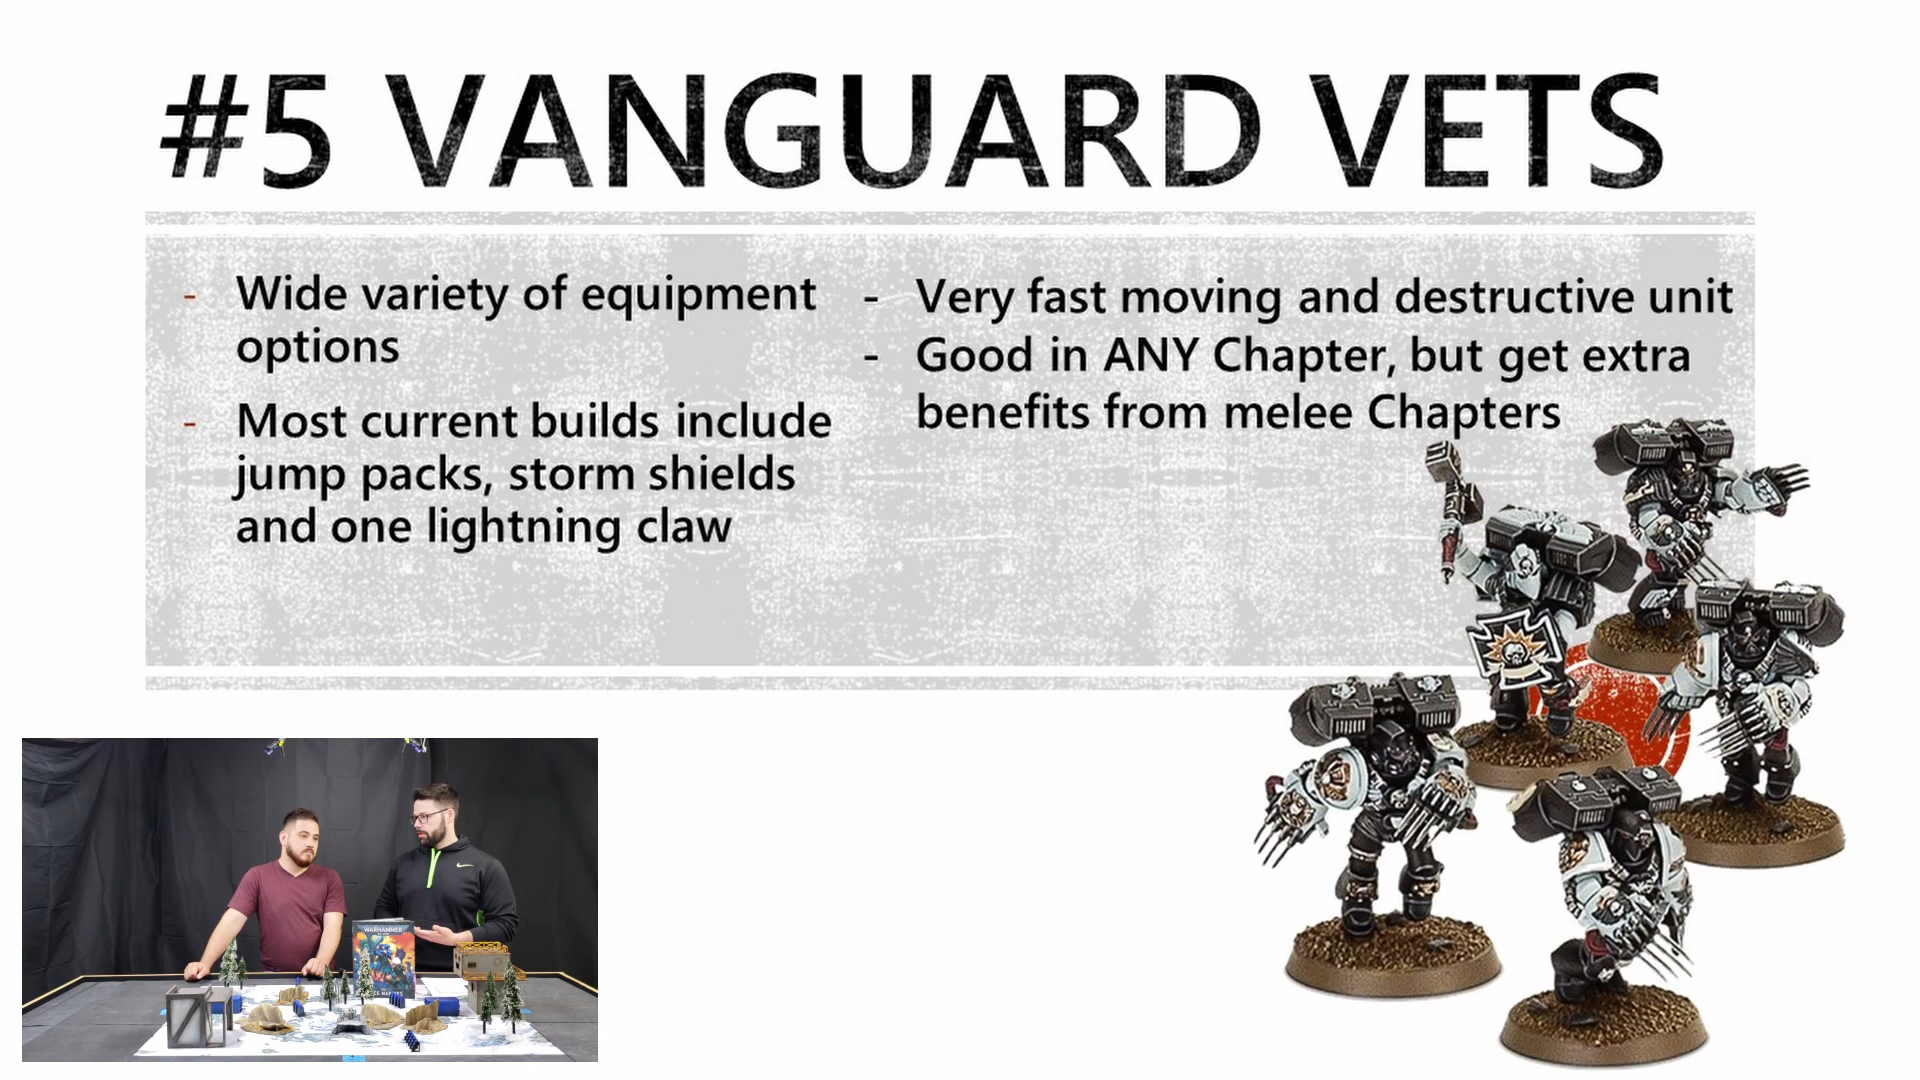 #5 VANGUARD VETS
- Wide variety of equipment
options
- Most current builds include
jump packs, storm shields
and one lightning claw
- Very fast moving and destructive unit
- Good in ANY Chapter, but get extra
benefits from melee Chapters
WARHAMMER